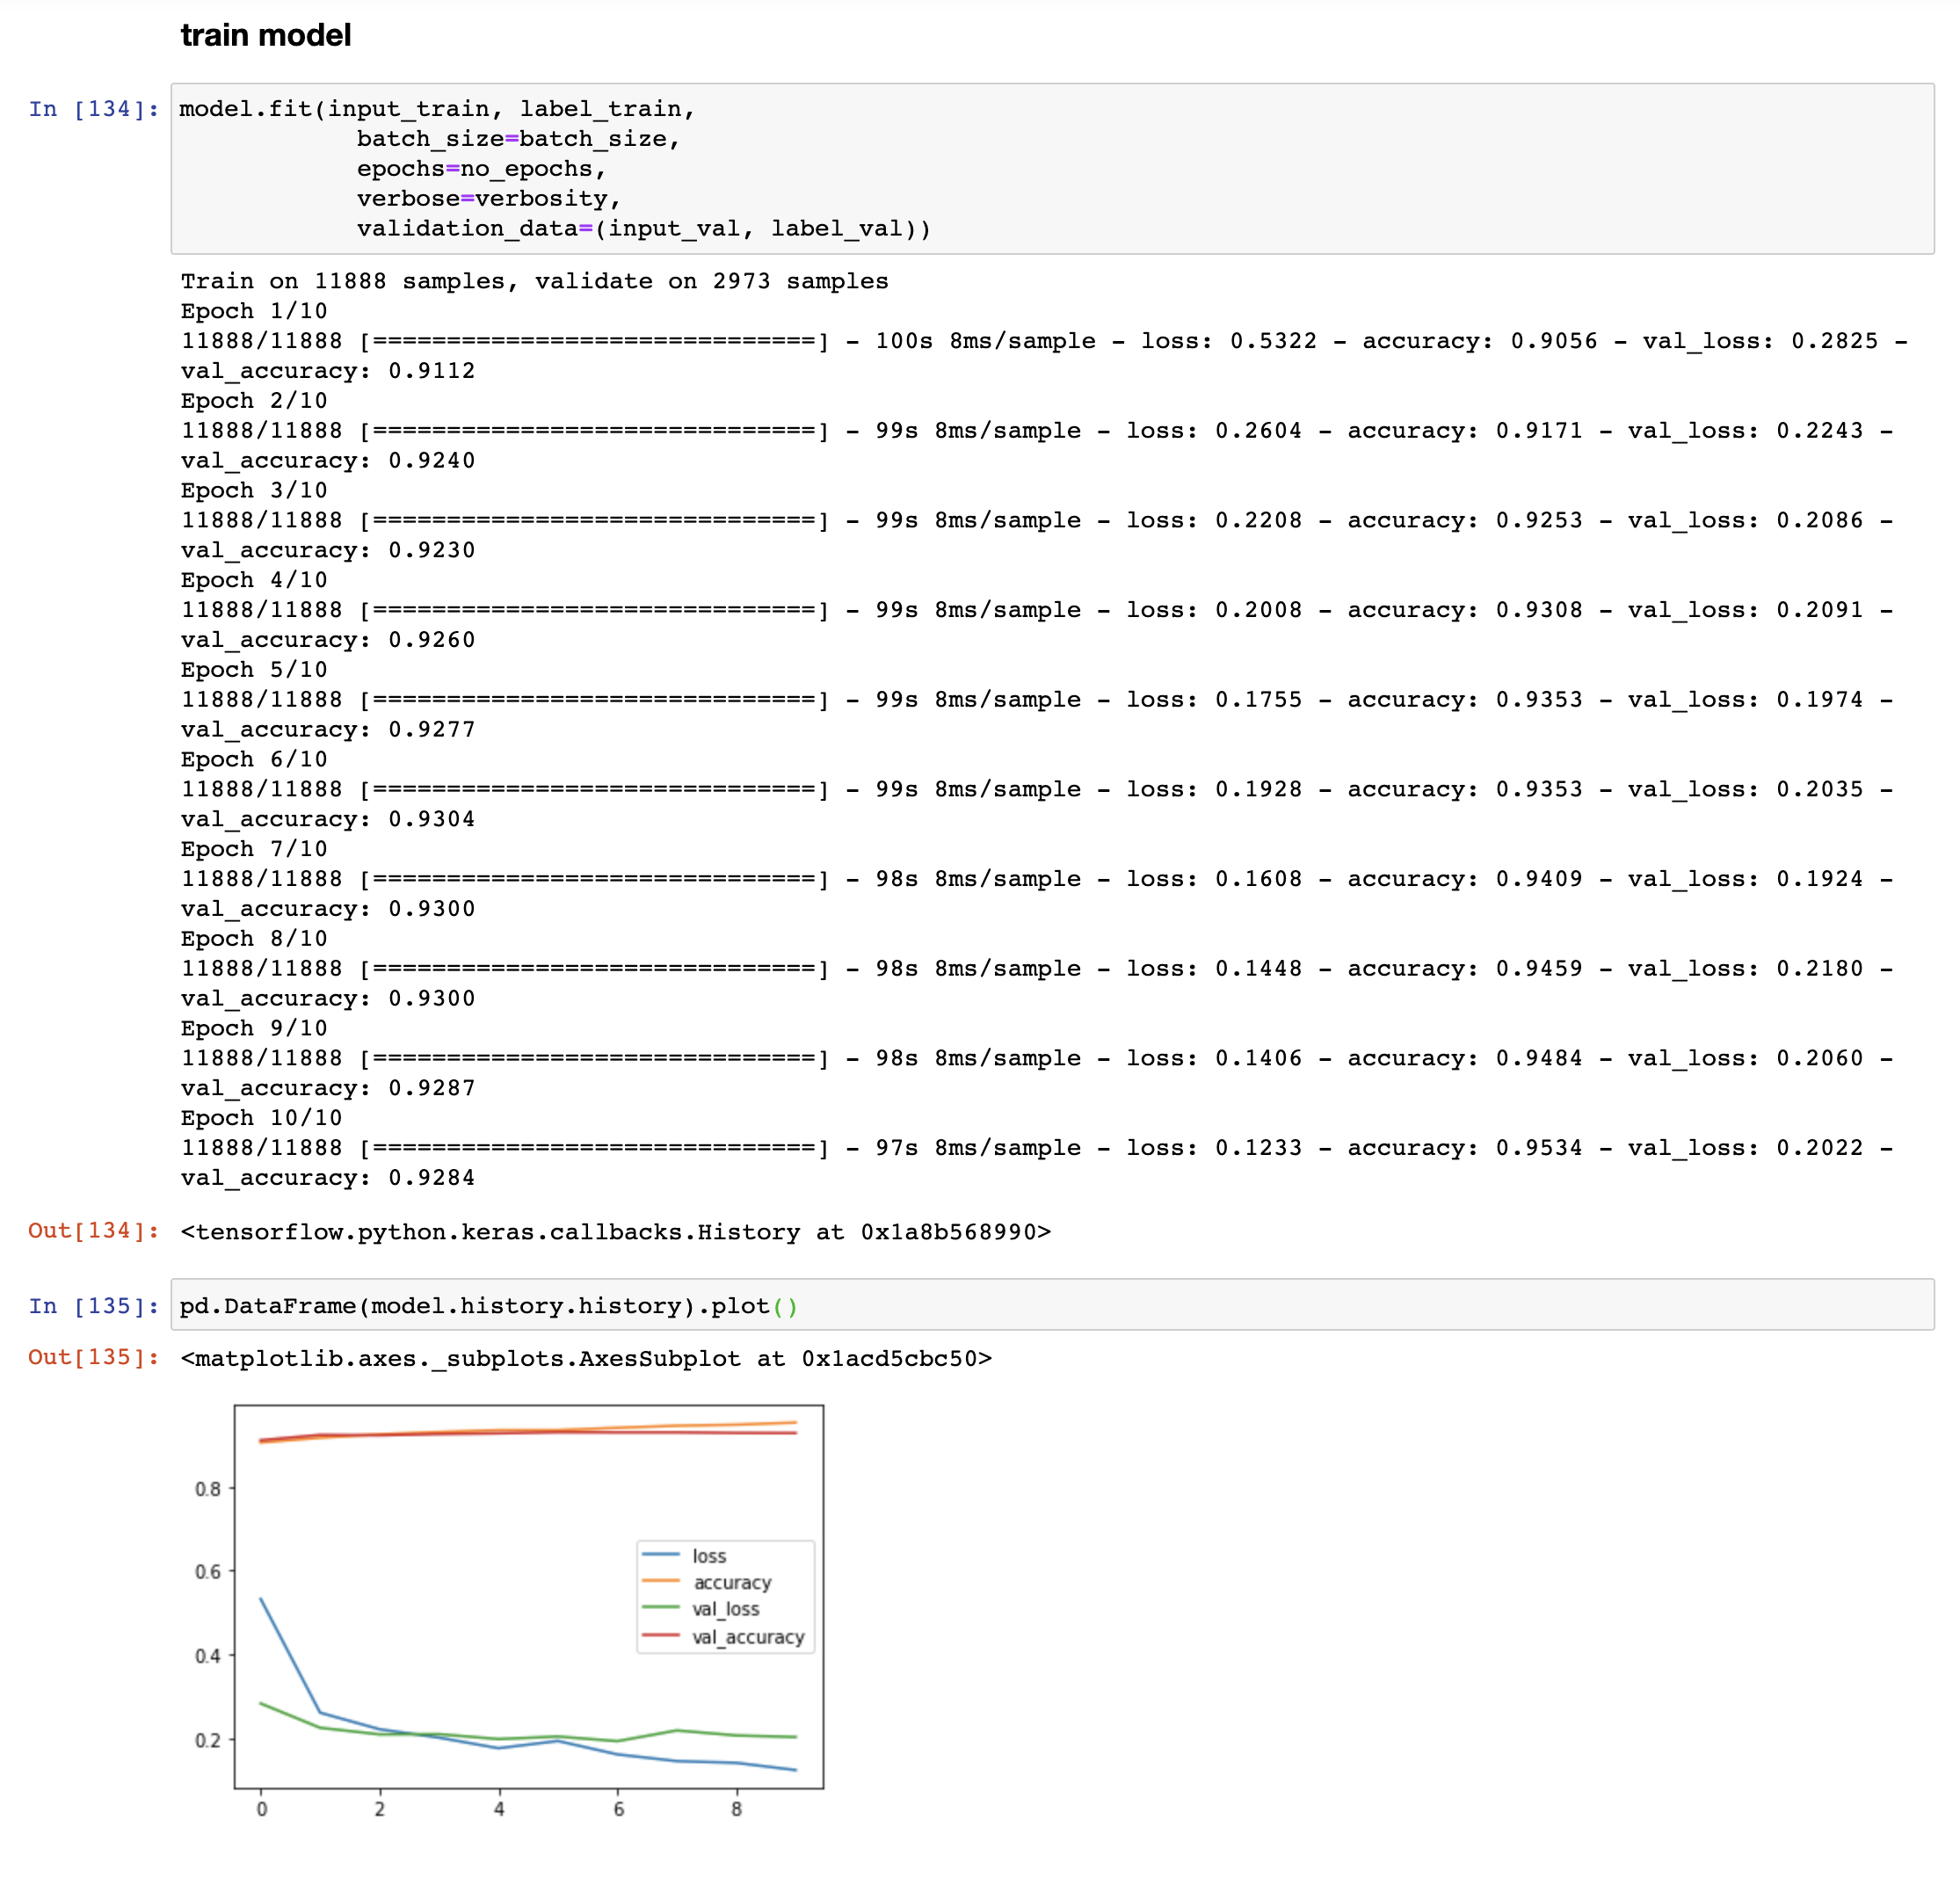 train model
In [134]: model.fit(input_train, label_train,
batch_size=batch_size,
epochs=no_epochs,
verbose=verbosity,
validation_data=(input_val, label_val))
Train on 11888 samples, validate on 2973 samples
Epoch 1/10
11888/11888 [==============================] - 100s 8ms/sample - loss: 0.5322 - accuracy: 0.9056 - val_loss: 0.2825 -
val_accuracy: 0.9112
Epoch 2/10
11888/11888 [==============================] - 99s 8ms/sample - loss: 0.2604 - accuracy: 0.9171 - val_loss: 0.2243 -
val_accuracy: 0.9240
Epoch 3/10
11888/11888 [==============================] - 99s 8ms/sample - loss: 0.2208 - accuracy: 0.9253 - val_loss: 0.2086 -
val_accuracy: 0.9230
Epoch 4/10
11888/11888 [==============================] - 99s 8ms/sample - loss: 0.2008 - accuracy: 0.9308 - val_loss: 0.2091 -
val_accuracy: 0.9260
Epoch 5/10
11888/11888 [==============================] - 99s 8ms/sample - loss: 0.1755 - accuracy: 0.9353 - val_loss: 0.1974 -
val_accuracy: 0.9277
Epoch 6/10
11888/11888 [==============================] - 99s 8ms/sample - loss: 0.1928 - accuracy: 0.9353 - val_loss: 0.2035 -
val_accuracy: 0.9304
Epoch 7/10
11888/11888 [==============================] - 98s 8ms/sample - loss: 0.1608 - accuracy: 0.9409 - val_loss: 0.1924 -
val_accuracy: 0.9300
Epoch 8/10
11888/11888 [==============================] - 98s 8ms/sample - loss: 0.1448 - accuracy: 0.9459 - val_loss: 0.2180 -
val_accuracy: 0.9300
Epoch 9/10
11888/11888 [==============================] - 98s 8ms/sample - loss: 0.1406 - accuracy: 0.9484 - val_loss: 0.2060 -
val_accuracy: 0.9287
Epoch 10/10
11888/11888 [==============================] - 97s 8ms/sample - loss: 0.1233 - accuracy: 0.9534 - val_loss: 0.2022 -
val_accuracy: 0.9284
Out[134]: <tensorflow.python.keras.callbacks.History at 0x1a8b568990>
In [135]: pd.DataFrame(model.history.history).plot()
Out[135]: <matplotlib.axes._subplots.AxesSubplot at 0x1acd5cbc50>
0.8
0.6
0.4
0.2
loss
accuracy
val_loss
val_accuracy
0 2 4 6 8